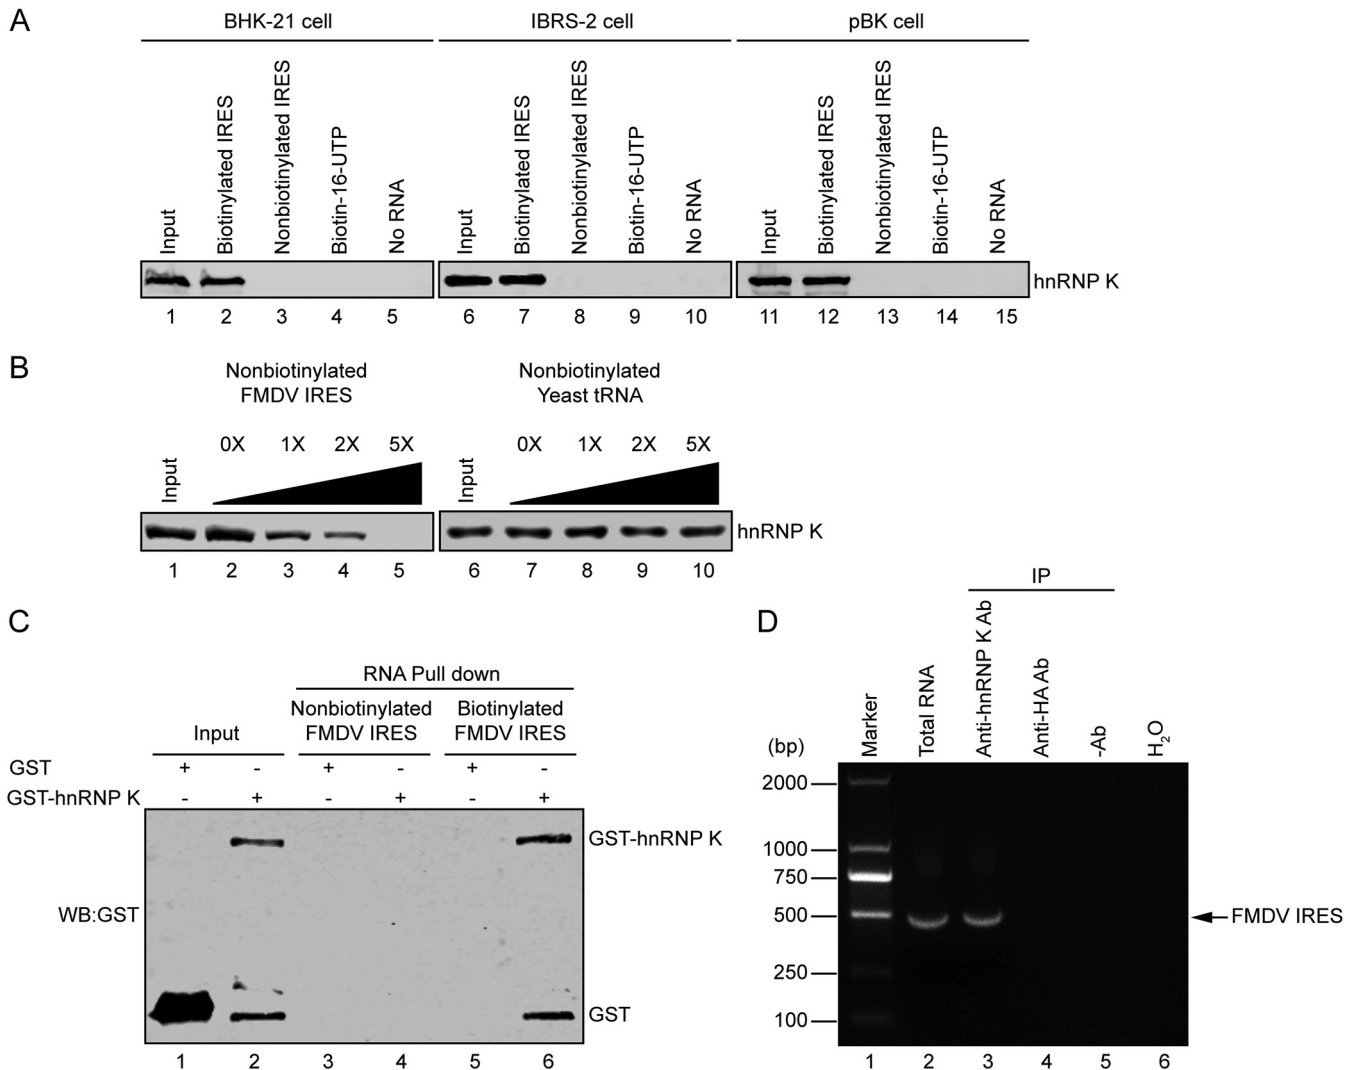 A
BHK-21 cell
IBRS-2 cell
pBK cell
Input
Biotinylated IRES
Nonbiotinylated IRES
Biotin-16-UTP
No RNA
Input
Biotinylated IRES
Nonbiotinylated IRES
Biotin-16-UTP
No RNA
Input
Biotinylated IRES
Nonbiotinylated IRES
Biotin-16-UTP
No RNA
hnRNP K
1 2 3 4 5 6 7 8 9 10 11 12 13 14 15
B
Nonbiotinylated
FMDV IRES
Nonbiotinylated
Yeast tRNA
Input
0X 1X 2X 5X
Input
0X 1X 2X 5X
hnRNP K
1 2 3 4 5 6 7 8 9 10
C
RNA Pull down
Input
Nonbiotinylated
FMDV IRES
Biotinylated
FMDV IRES
GST + - + - + -
GST-hnRNP K - + - + - +
GST-hnRNP K
WB:GST
GST
1 2 3 4 5 6
D
IP
(bp)
Marker
Total RNA
Anti-hnRNP K Ab
Anti-HA Ab
-Ab
H2O
2000
1000
750
500
250
100
FMDV IRES
1 2 3 4 5 6